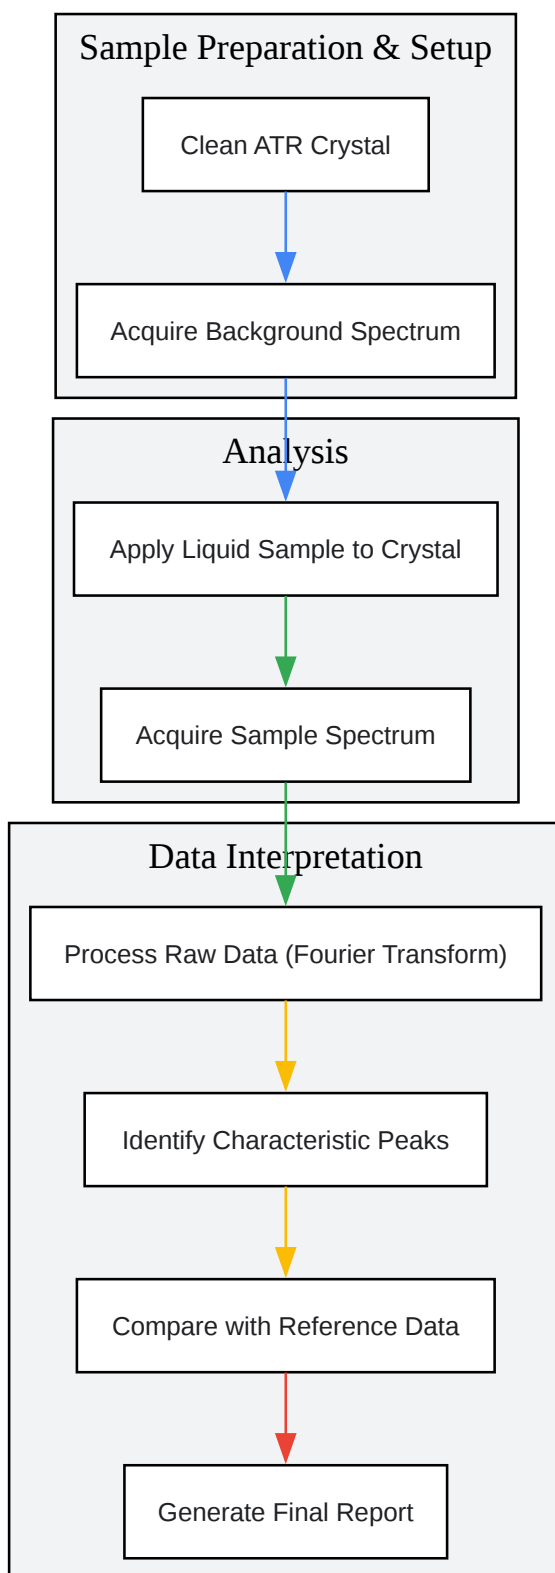 Sample Preparation & Setup
Clean ATR Crystal
Acquire Background Spectrum
Analysis
Apply Liquid Sample to Crystal
Acquire Sample Spectrum
Data Interpretation
Process Raw Data (Fourier Transform)
Identify Characteristic Peaks
Compare with Reference Data
Generate Final Report